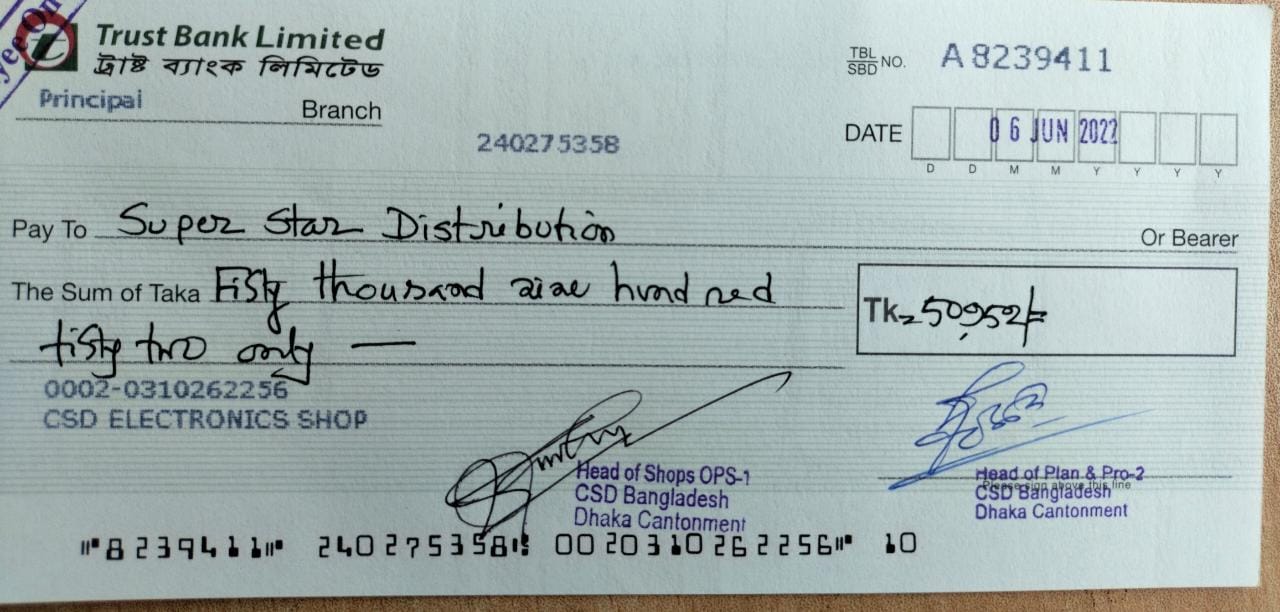 yee On
Trust Bank Limited
ট্রাষ্ট ব্যাংক লিমিটেড
Principal Branch
TBL
SBD NO. A 8239411
240275358
DATE 06 JUN 2022
D D M M Y Y Y Y
Pay To Super Star Distribution Or Bearer
The Sum of Taka Fifty thousand nine hundred
fifty two only —
Tk=50,952/=
0002-0310262256
CSD ELECTRONICS SHOP
Head of Shops OPS-1
CSD Bangladesh
Dhaka Cantonment
Head of Plan & Pro-2
Please sign above this line
CSD Bangladesh
Dhaka Cantonment
⑈8239411⑈ 240275358⑆ 0020310262256⑈ 10